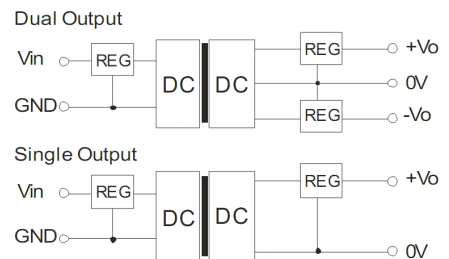 Dual Output
Vin REG DC DC REG +Vo
0V
GND REG -Vo
Single Output
Vin REG DC DC REG +Vo
GND 0V